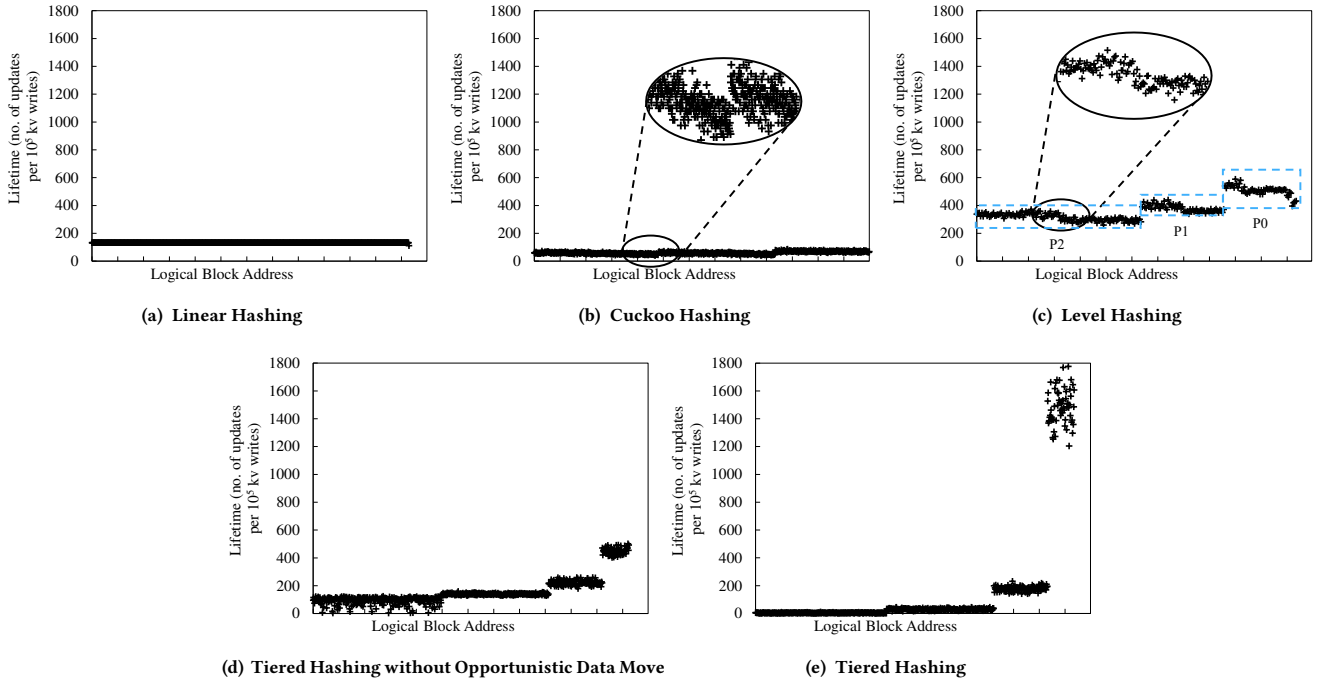 1800
1600
1400
1200
1000
800
600
400
200
0
Lifetime (no. of updates
per 10⁵ kv writes)
Logical Block Address
(a) Linear Hashing
1800
1600
1400
1200
1000
800
600
400
200
0
Lifetime (no. of updates
per 10⁵ kv writes)
Logical Block Address
(b) Cuckoo Hashing
1800
1600
1400
1200
1000
800
600
400
200
0
Lifetime (no. of updates
per 10⁵ kv writes)
P2
P1
P0
Logical Block Address
(c) Level Hashing
1800
1600
1400
1200
1000
800
600
400
200
0
Lifetime (no. of updates
per 10⁵ kv writes)
Logical Block Address
(d) Tiered Hashing without Opportunistic Data Move
1800
1600
1400
1200
1000
800
600
400
200
0
Lifetime (no. of updates
per 10⁵ kv writes)
Logical Block Address
(e) Tiered Hashing